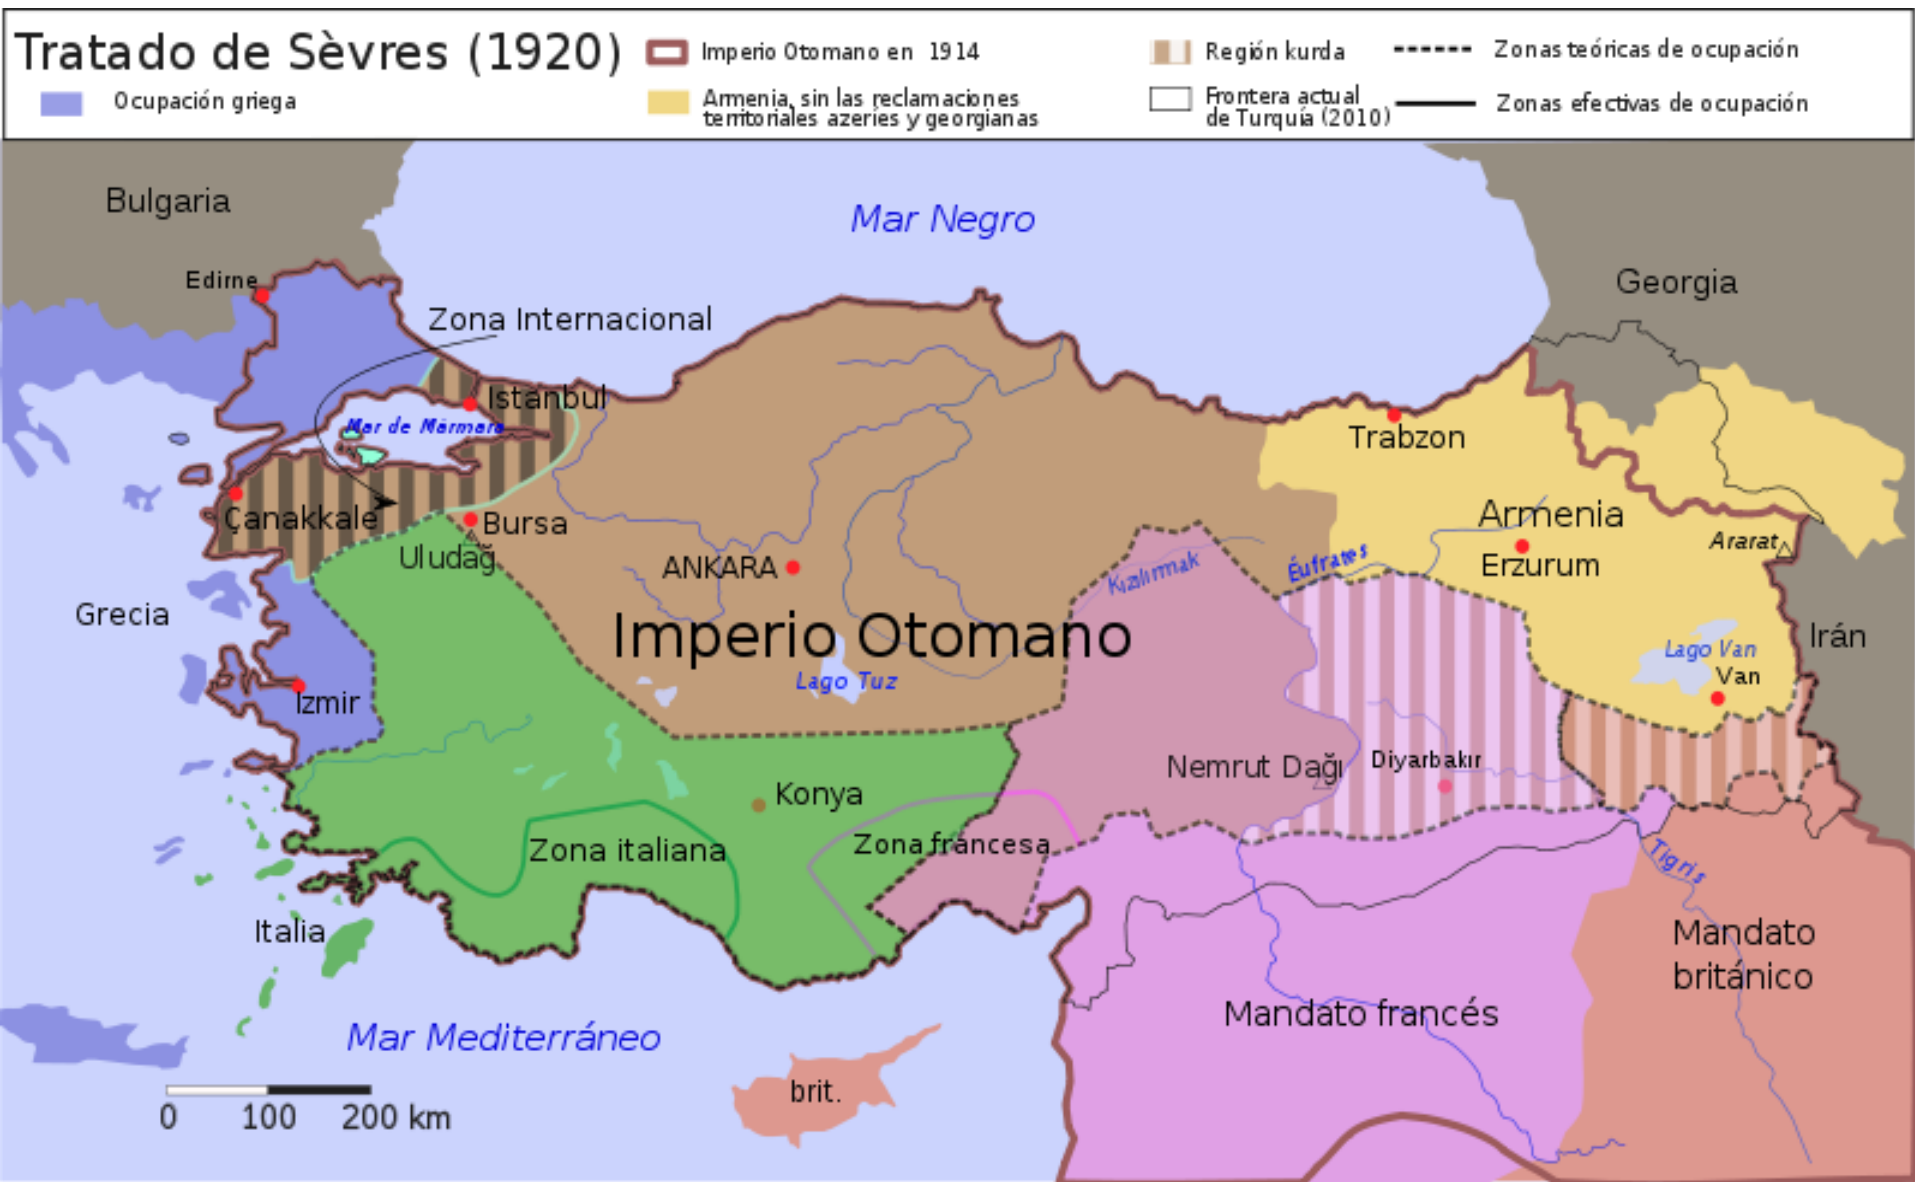 Tratado de Sèvres (1920)
Ocupación griega
Imperio Otomano en 1914
Armenia, sin las reclamaciones
territoriales azeríes y georgianas
Región kurda
Frontera actual
de Turquía (2010)
Zonas teóricas de ocupación
Zonas efectivas de ocupación
Bulgaria
Mar Negro
Georgia
Edirne
Zona Internacional
Istanbul
Mar de Mármara
Trabzon
Çanakkale
Bursa
Uludağ
ANKARA
Kızılırmak
Éufrates
Armenia
Erzurum
Ararat
Grecia
Imperio Otomano
Irán
Lago Van
Van
Lago Tuz
Izmir
Nemrut Dağı
Diyarbakır
Konya
Zona italiana
Zona francesa
Tigris
Italia
Mandato
británico
Mandato francés
Mar Mediterráneo
brit.
0 100 200 km